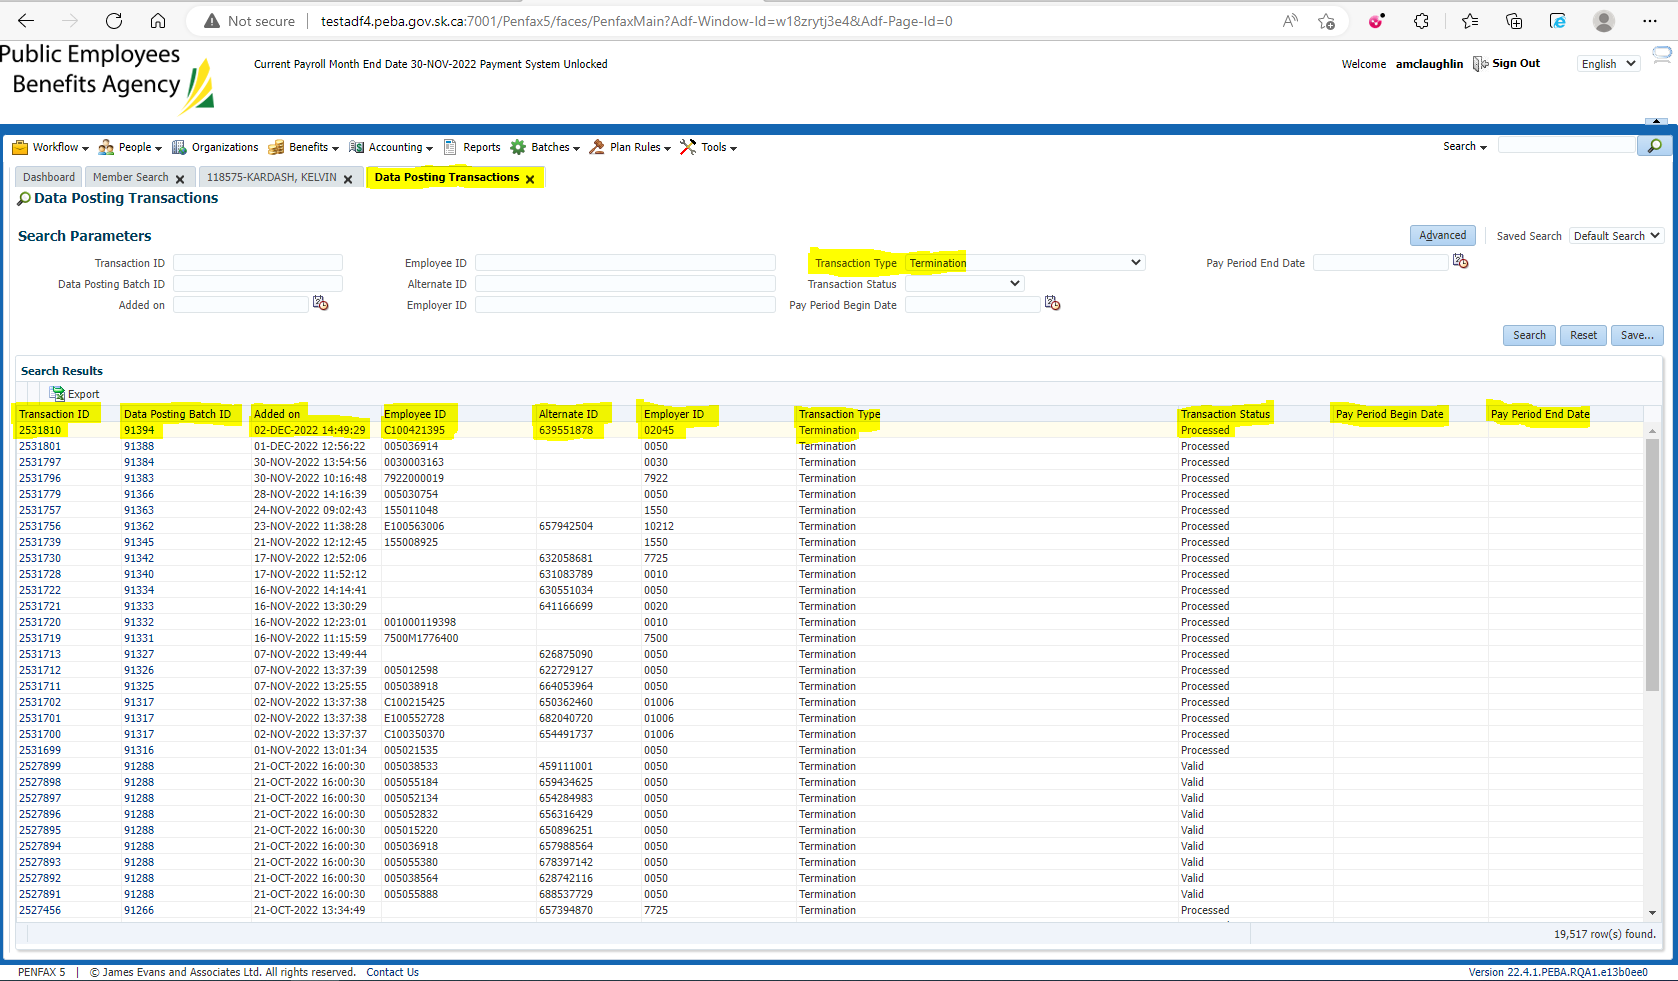 Not secure testadf4.peba.gov.sk.ca:7001/Penfax5/faces/PenfaxMain?Adf-Window-Id=w18zrytj3e4&Adf-Page-Id=0
Public Employees
Benefits Agency
Current Payroll Month End Date 30-NOV-2022 Payment System Unlocked
Welcome amclaughlin Sign Out English
Workflow People Organizations Benefits Accounting Reports Batches Plan Rules Tools Search
Dashboard Member Search 118575-KARDASH, KELVIN Data Posting Transactions
Data Posting Transactions
Search Parameters Advanced Saved Search Default Search
Transaction ID Employee ID Transaction Type Termination Pay Period End Date
Data Posting Batch ID Alternate ID Transaction Status
Added on Employer ID Pay Period Begin Date
Search Reset Save...
Search Results
Export
Transaction ID Data Posting Batch ID Added on Employee ID Alternate ID Employer ID Transaction Type Transaction Status Pay Period Begin Date Pay Period End Date
2531810 91394 02-DEC-2022 14:49:29 C100421395 639551878 02045 Termination Processed
2531801 91388 01-DEC-2022 12:56:22 005036914 0050 Termination Processed
2531797 91384 30-NOV-2022 13:54:56 0030003163 0030 Termination Processed
2531796 91383 30-NOV-2022 10:16:48 7922000019 7922 Termination Processed
2531779 91366 28-NOV-2022 14:16:39 005030754 0050 Termination Processed
2531757 91363 24-NOV-2022 09:02:43 155011048 1550 Termination Processed
2531756 91362 23-NOV-2022 11:38:28 E100563006 657942504 10212 Termination Processed
2531739 91345 21-NOV-2022 12:12:45 155008925 1550 Termination Processed
2531730 91342 17-NOV-2022 12:52:06 632058681 7725 Termination Processed
2531728 91340 17-NOV-2022 11:52:12 631083789 0010 Termination Processed
2531722 91334 16-NOV-2022 14:14:41 630551034 0050 Termination Processed
2531721 91333 16-NOV-2022 13:30:29 641166699 0020 Termination Processed
2531720 91332 16-NOV-2022 12:23:01 001000119398 0010 Termination Processed
2531719 91331 16-NOV-2022 11:15:59 7500M1776400 7500 Termination Processed
2531713 91327 07-NOV-2022 13:49:44 626875090 0050 Termination Processed
2531712 91326 07-NOV-2022 13:37:39 005012598 622729127 0050 Termination Processed
2531711 91325 07-NOV-2022 13:25:55 005038918 664053964 0050 Termination Processed
2531702 91317 02-NOV-2022 13:37:38 C100215425 650362460 01006 Termination Processed
2531701 91317 02-NOV-2022 13:37:38 E100552728 682040720 01006 Termination Processed
2531700 91317 02-NOV-2022 13:37:37 C100350370 654491737 01006 Termination Processed
2531699 91316 01-NOV-2022 13:01:34 005021535 0050 Termination Processed
2527899 91288 21-OCT-2022 16:00:30 005038533 459111001 0050 Termination Valid
2527898 91288 21-OCT-2022 16:00:30 005055184 659434625 0050 Termination Valid
2527897 91288 21-OCT-2022 16:00:30 005052134 654284983 0050 Termination Valid
2527896 91288 21-OCT-2022 16:00:30 005052832 656316429 0050 Termination Valid
2527895 91288 21-OCT-2022 16:00:30 005015220 650896251 0050 Termination Valid
2527894 91288 21-OCT-2022 16:00:30 005036918 657988564 0050 Termination Valid
2527893 91288 21-OCT-2022 16:00:30 005055380 678397142 0050 Termination Valid
2527892 91288 21-OCT-2022 16:00:30 005038564 628742116 0050 Termination Valid
2527891 91288 21-OCT-2022 16:00:30 005055888 688537729 0050 Termination Valid
2527456 91266 21-OCT-2022 13:34:49 657394870 7725 Termination Processed
19,517 row(s) found.
PENFAX 5 | © James Evans and Associates Ltd. All rights reserved. Contact Us Version 22.4.1.PEBA.RQA1.e13b0ee0